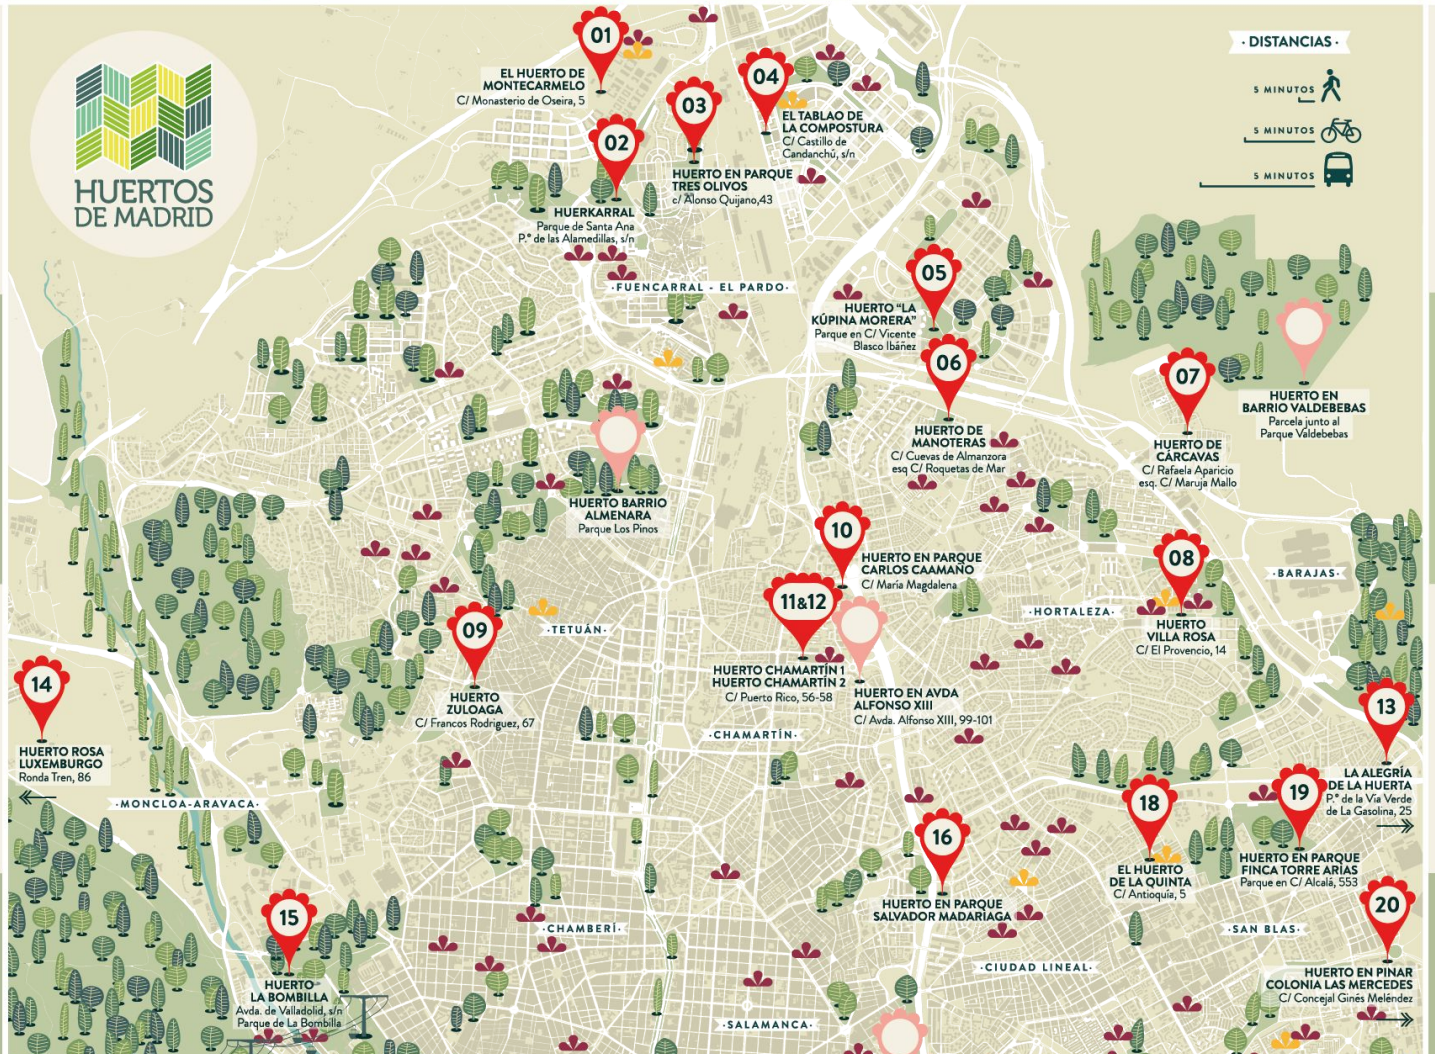 HUERTOS
DE MADRID
· DISTANCIAS ·
5 MINUTOS
5 MINUTOS
5 MINUTOS
01
EL HUERTO DE
MONTECARMELO
C/ Monasterio de Oseira, 5
02
HUERKARRAL
Parque de Santa Ana
P.º de las Alamedillas, s/n
03
HUERTO EN PARQUE
TRES OLIVOS
c/ Alonso Quijano,43
04
EL TABLAO DE
LA COMPOSTURA
C/ Castillo de
Candanchú, s/n
·FUENCARRAL - EL PARDO·
05
HUERTO "LA
KÚPINA MORERA"
Parque en C/ Vicente
Blasco Ibáñez
06
HUERTO DE
MANOTERAS
C/ Cuevas de Almanzora
esq C/ Roquetas de Mar
07
HUERTO DE
CÁRCAVAS
C/ Rafaela Aparicio
esq. C/ Maruja Mallo
HUERTO EN
BARRIO VALDEBEBAS
Parcela junto al
Parque Valdebebas
HUERTO BARRIO
ALMENARA
Parque Los Pinos
10
HUERTO EN PARQUE
CARLOS CAAMAÑO
C/ María Magdalena
08
HUERTO
VILLA ROSA
C/ El Provencio, 14
·BARAJAS·
·HORTALEZA·
·TETUÁN·
09
HUERTO
ZULOAGA
C/ Francos Rodriguez, 67
11&12
HUERTO CHAMARTÍN 1
HUERTO CHAMARTÍN 2
C/ Puerto Rico, 56-58
HUERTO EN AVDA
ALFONSO XIII
C/ Avda. Alfonso XIII, 99-101
14
HUERTO ROSA
LUXEMBURGO
Ronda Tren, 86
13
LA ALEGRÍA
DE LA HUERTA
P.º de la Vía Verde
de La Gasolina, 25
·CHAMARTÍN·
·MONCLOA-ARAVACA·
16
HUERTO EN PARQUE
SALVADOR MADARIAGA
18
EL HUERTO
DE LA QUINTA
C/ Antioquía, 5
19
HUERTO EN PARQUE
FINCA TORRE ARIAS
Parque en C/ Alcalá, 553
15
HUERTO
LA BOMBILLA
Avda. de Valladolid, s/n
Parque de La Bombilla
·CHAMBERÍ·
·SAN BLAS·
20
HUERTO EN PINAR
COLONIA LAS MERCEDES
C/ Concejal Ginés Meléndez
·CIUDAD LINEAL·
·SALAMANCA·